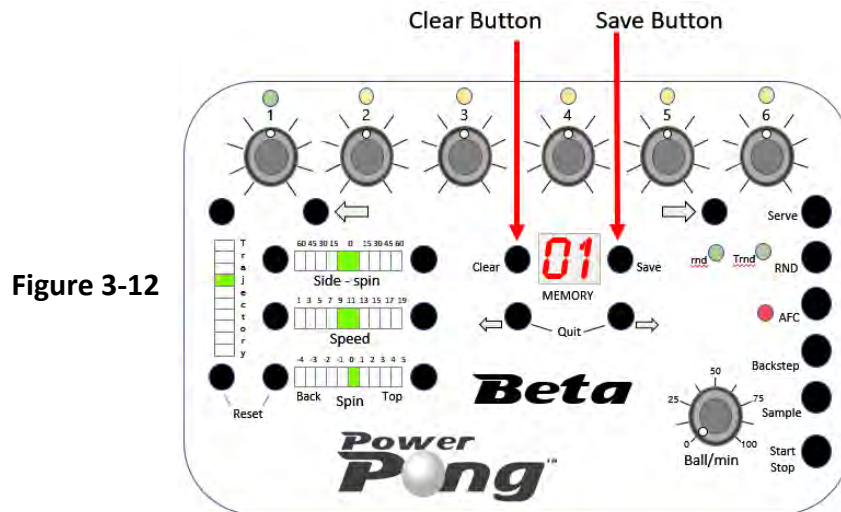 Clear Button Save Button
1 2 3 4 5 6
Serve
60 45 30 15 0 15 30 45 60
Side - spin
Trajectory
Clear 01 Save
MEMORY
rnd Trnd
RND
Figure 3-12
1 3 5 7 9 11 13 15 17 19
Speed
Quit
AFC
Backstep
-4 -3 -2 -1 0 1 2 3 4 5
Back Spin Top
Reset
Beta
0 25 50 75 100
Ball/min
Sample
Start
Stop
Power
Pong™